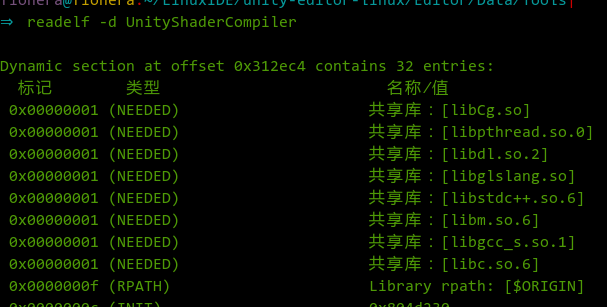 fionera@fionera:~/LinuxIDE/unity-editor-linux/Editor/Data/Tools|
⇒ readelf -d UnityShaderCompiler
Dynamic section at offset 0x312ec4 contains 32 entries:
标记 类型 名称/值
0x00000001 (NEEDED) 共享库：[libCg.so]
0x00000001 (NEEDED) 共享库：[libpthread.so.0]
0x00000001 (NEEDED) 共享库：[libdl.so.2]
0x00000001 (NEEDED) 共享库：[libglslang.so]
0x00000001 (NEEDED) 共享库：[libstdc++.so.6]
0x00000001 (NEEDED) 共享库：[libm.so.6]
0x00000001 (NEEDED) 共享库：[libgcc_s.so.1]
0x00000001 (NEEDED) 共享库：[libc.so.6]
0x0000000f (RPATH) Library rpath: [$ORIGIN]
0x0000000c (INIT) 0x804d230